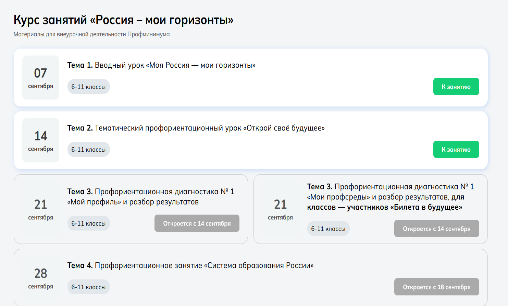 Курс занятий «Россия – мои горизонты»
Материалы для внеурочной деятельности Профминимума
07
сентября
Тема 1. Вводный урок «Моя Россия — мои горизонты»
6-11 классы
К занятию
14
сентября
Тема 2. Тематический профориентационный урок «Открой своё будущее»
6-11 классы
К занятию
21
сентября
Тема 3. Профориентационная диагностика № 1
«Мой профиль» и разбор результатов
6-11 классы
Откроется с 14 сентября
21
сентября
Тема 3. Профориентационная диагностика № 1
«Мои профсреды» и разбор результатов, для
классов — участников «Билета в будущее»
6-11 классы
Откроется с 14 сентября
28
сентября
Тема 4. Профориентационное занятие «Система образования России»
6-11 классы
Откроется с 18 сентября